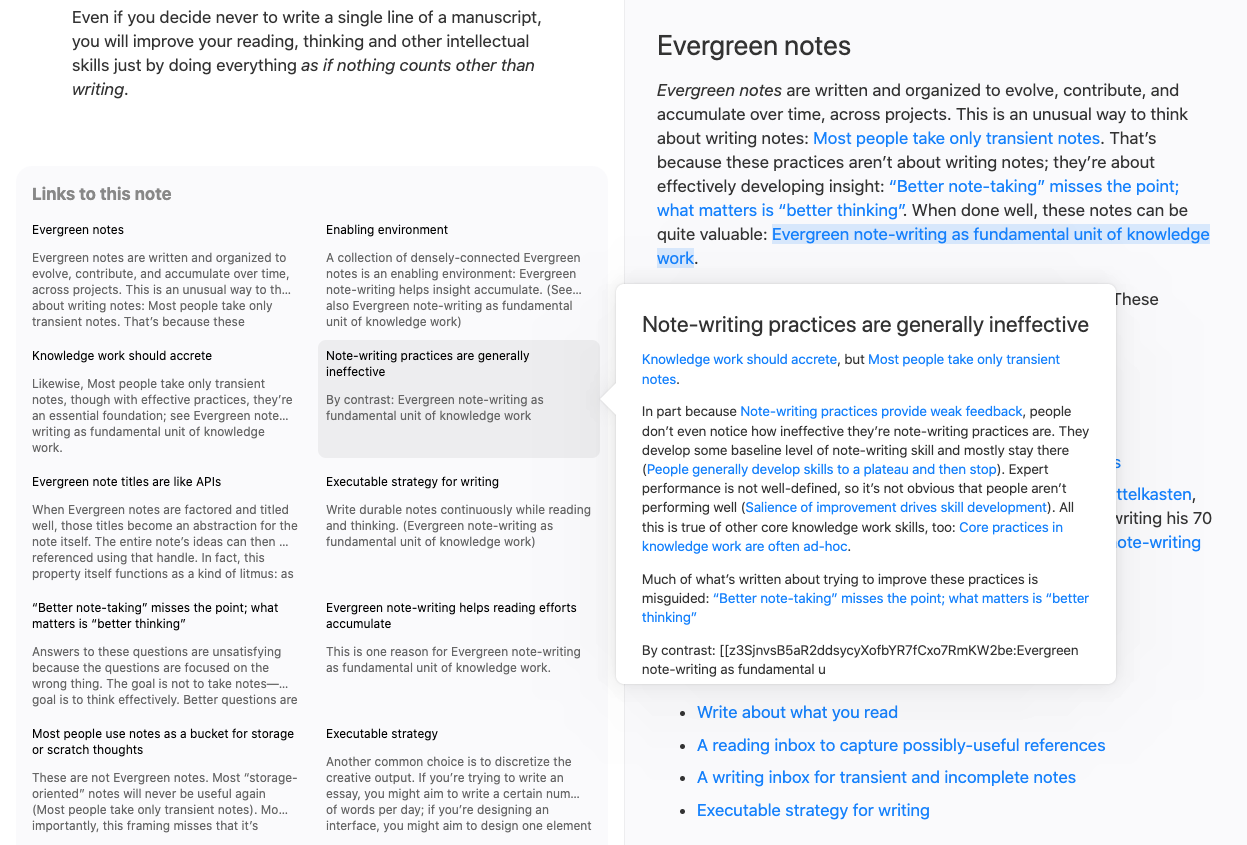 Even if you decide never to write a single line of a manuscript,
you will improve your reading, thinking and other intellectual
skills just by doing everything as if nothing counts other than
writing.
Links to this note
Evergreen notes
Evergreen notes are written and organized to
evolve, contribute, and accumulate over time,
across projects. This is an unusual way to th…
about writing notes: Most people take only
transient notes. That’s because these
Enabling environment
A collection of densely-connected Evergreen
notes is an enabling environment: Evergreen
note-writing helps insight accumulate. (See…
also Evergreen note-writing as fundamental
unit of knowledge work)
Knowledge work should accrete
Likewise, Most people take only transient
notes, though with effective practices, they’re
an essential foundation; see Evergreen note…
writing as fundamental unit of knowledge
work.
Note-writing practices are generally
ineffective
By contrast: Evergreen note-writing as
fundamental unit of knowledge work
Evergreen note titles are like APIs
When Evergreen notes are factored and titled
well, those titles become an abstraction for the
note itself. The entire note’s ideas can then …
referenced using that handle. In fact, this
property itself functions as a kind of litmus: as
Executable strategy for writing
Write durable notes continuously while reading
and thinking. (Evergreen note-writing as
fundamental unit of knowledge work)
“Better note-taking” misses the point; what
matters is “better thinking”
Answers to these questions are unsatisfying
because the questions are focused on the
wrong thing. The goal is not to take notes—…
goal is to think effectively. Better questions are
Evergreen note-writing helps reading efforts
accumulate
This is one reason for Evergreen note-writing
as fundamental unit of knowledge work.
Most people use notes as a bucket for storage
or scratch thoughts
These are not Evergreen notes. Most “storage-
oriented” notes will never be useful again
(Most people take only transient notes). Mo…
importantly, this framing misses that it’s
Executable strategy
Another common choice is to discretize the
creative output. If you’re trying to write an
essay, you might aim to write a certain num…
of words per day; if you’re designing an
interface, you might aim to design one element
Evergreen notes
Evergreen notes are written and organized to evolve, contribute, and
accumulate over time, across projects. This is an unusual way to think
about writing notes: Most people take only transient notes. That’s
because these practices aren’t about writing notes; they’re about
effectively developing insight: “Better note-taking” misses the point;
what matters is “better thinking”. When done well, these notes can be
quite valuable: Evergreen note-writing as fundamental unit of knowledge
work.
These
Note-writing practices are generally ineffective
Knowledge work should accrete, but Most people take only transient
notes.
In part because Note-writing practices provide weak feedback, people
don’t even notice how ineffective they’re note-writing practices are. They
develop some baseline level of note-writing skill and mostly stay there
(People generally develop skills to a plateau and then stop). Expert
performance is not well-defined, so it’s not obvious that people aren’t
performing well (Salience of improvement drives skill development). All
this is true of other core knowledge work skills, too: Core practices in
knowledge work are often ad-hoc.
Much of what’s written about trying to improve these practices is
misguided: “Better note-taking” misses the point; what matters is “better
thinking”
By contrast: [[z3SjnvsB5aR2ddsycyXofbYR7fCxo7RmKW2be:Evergreen
note-writing as fundamental u
s
ttelkasten,
writing his 70
ote-writing
• Write about what you read
• A reading inbox to capture possibly-useful references
• A writing inbox for transient and incomplete notes
• Executable strategy for writing